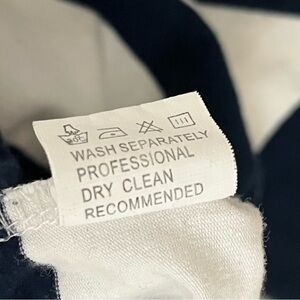 WASH SEPARATELY
PROFESSIONAL
DRY CLEAN
RECOMMENDED